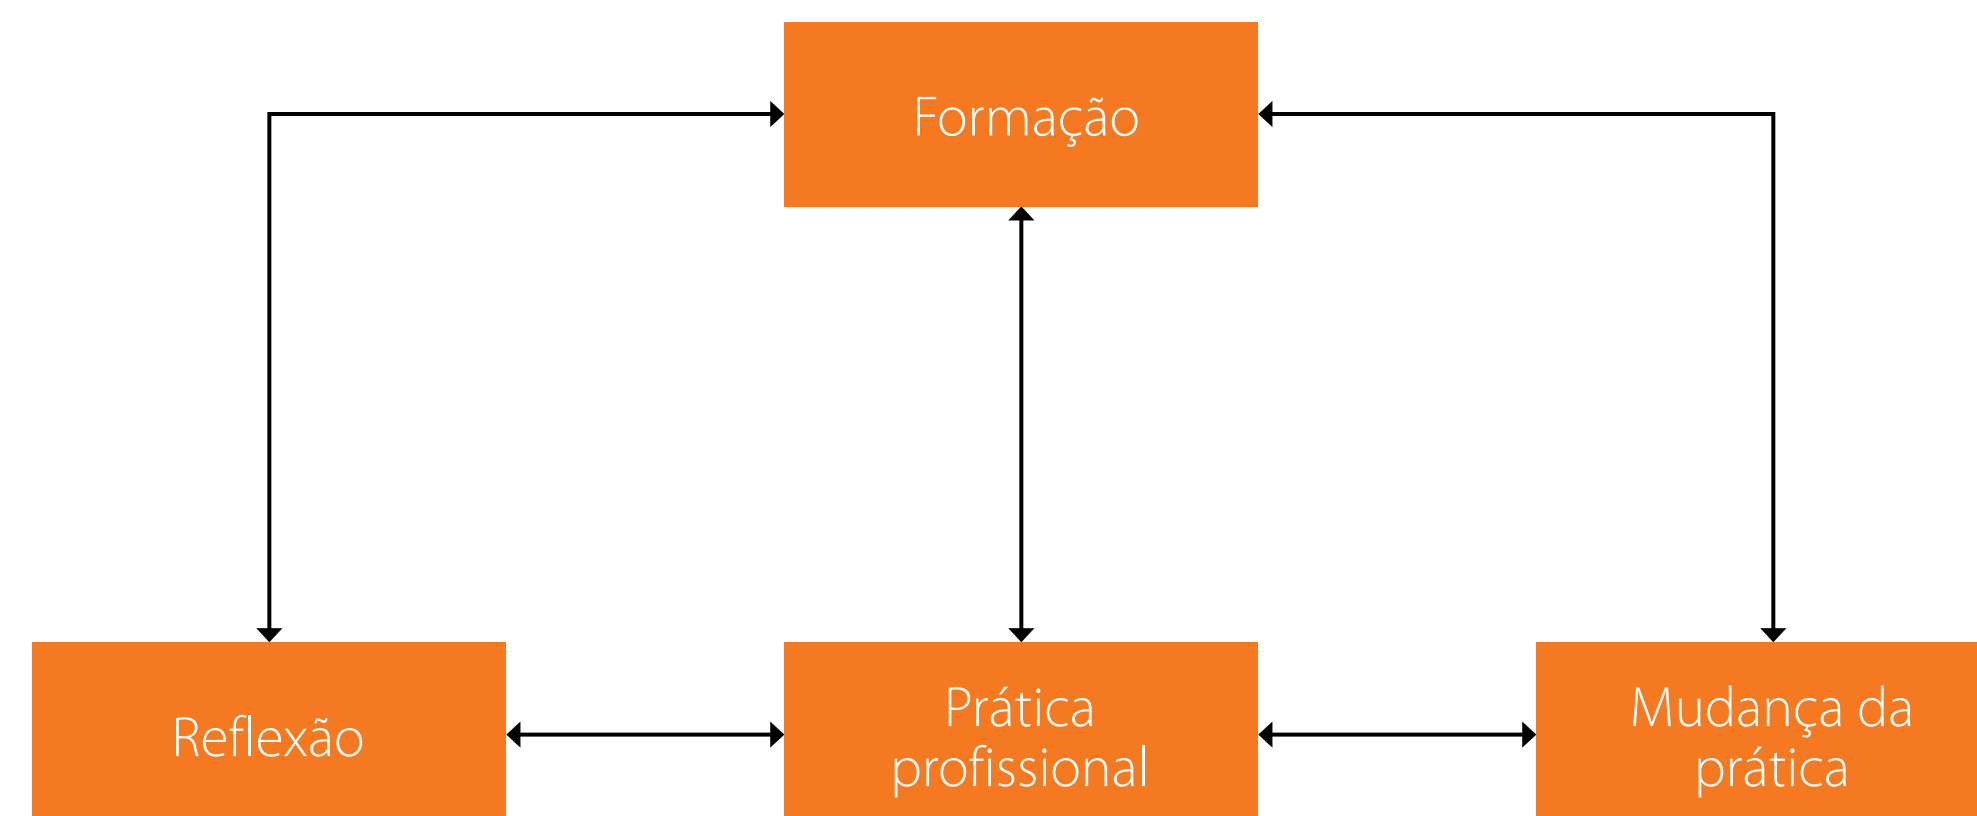 Formação
Reflexão
Prática
profissional
Mudança da
prática